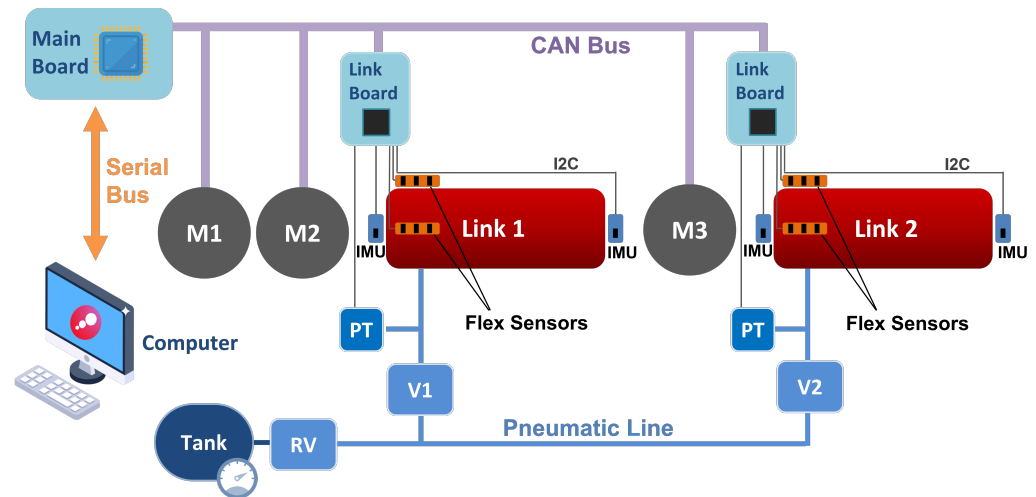 Main
Board
CAN Bus
Link
Board
Link
Board
Serial
Bus
I2C
I2C
M1
M2
Link 1
M3
Link 2
IMU
IMU
IMU
IMU
PT
Flex Sensors
PT
Flex Sensors
Computer
V1
V2
Tank
RV
Pneumatic Line